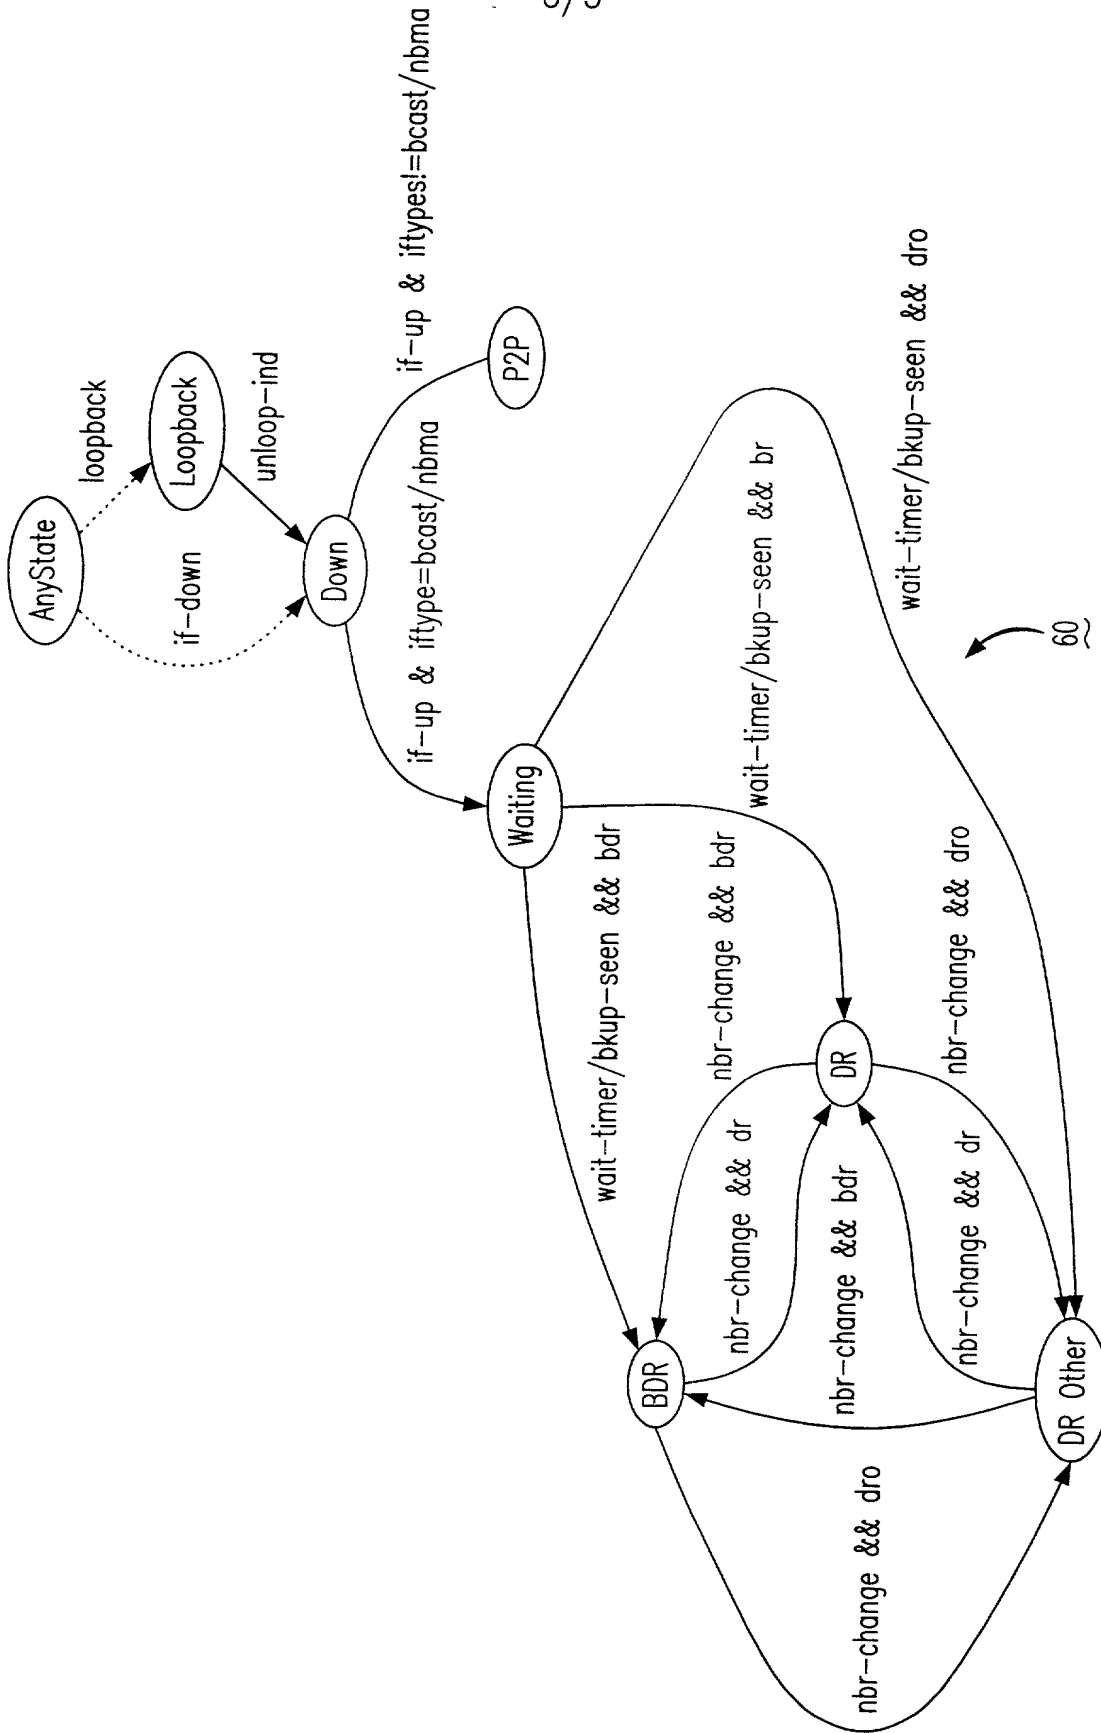 AnyState
loopback
Loopback
if-down
unloop-ind
Down
if-up & iftype=bcast/nbma
if-up & iftypes!=bcast/nbma
P2P
Waiting
wait-timer/bkup-seen && bdr
wait-timer/bkup-seen && br
wait-timer/bkup-seen && dro
nbr-change && bdr
DR
nbr-change && dr
BDR
nbr-change && bdr
nbr-change && dro
nbr-change && dr
nbr-change && dro
DR Other
60